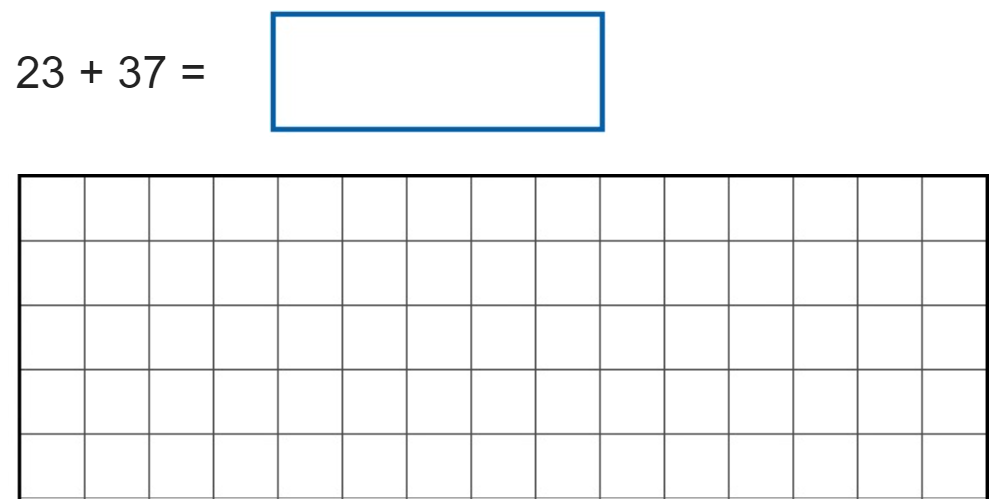 23 + 37 =